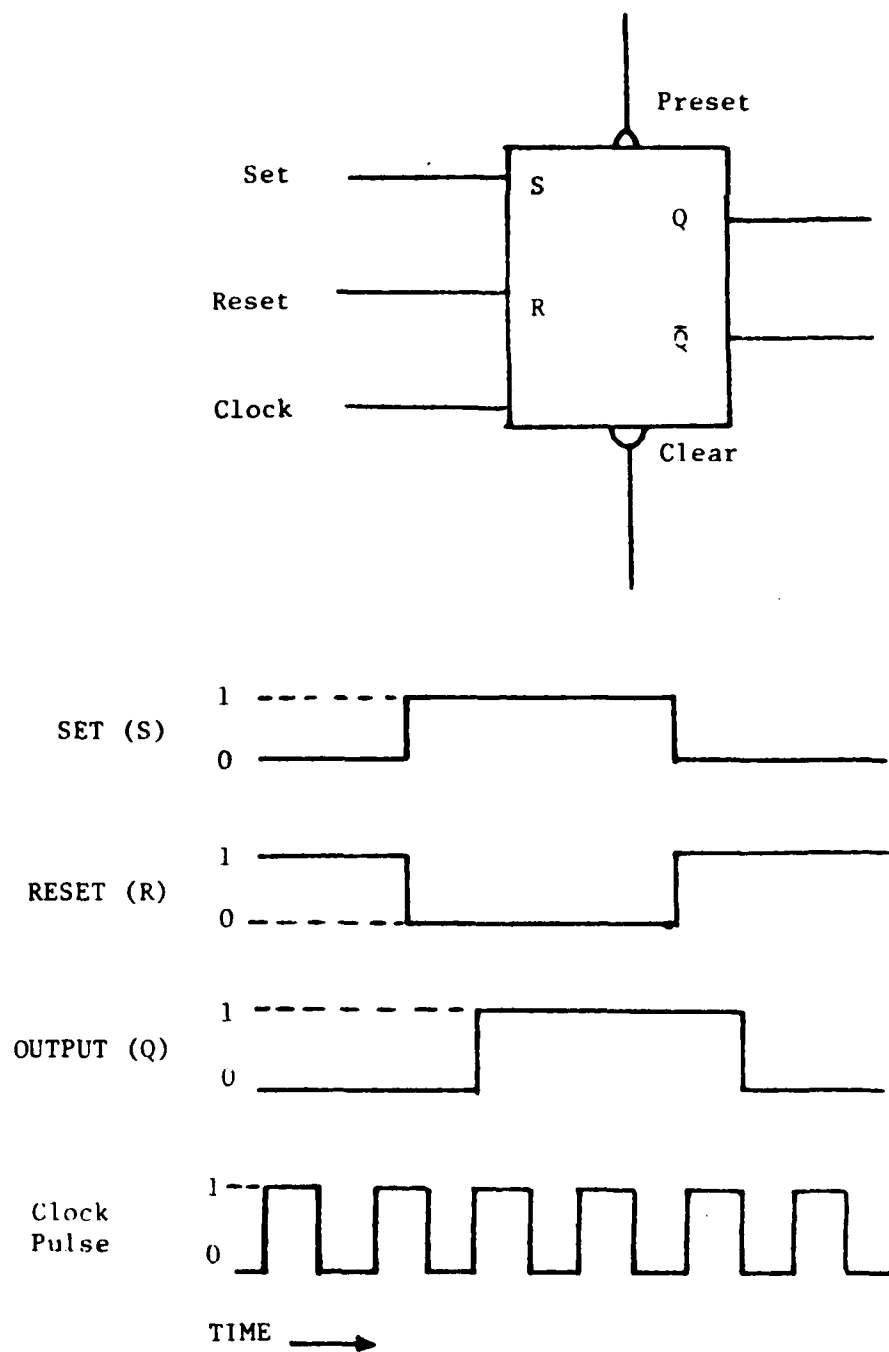 Preset
Set
S
Q
Reset
R
Q̅
Clock
Clear
1
SET (S)
0
1
RESET (R)
0
1
OUTPUT (Q)
0
1
Clock
Pulse
0
TIME